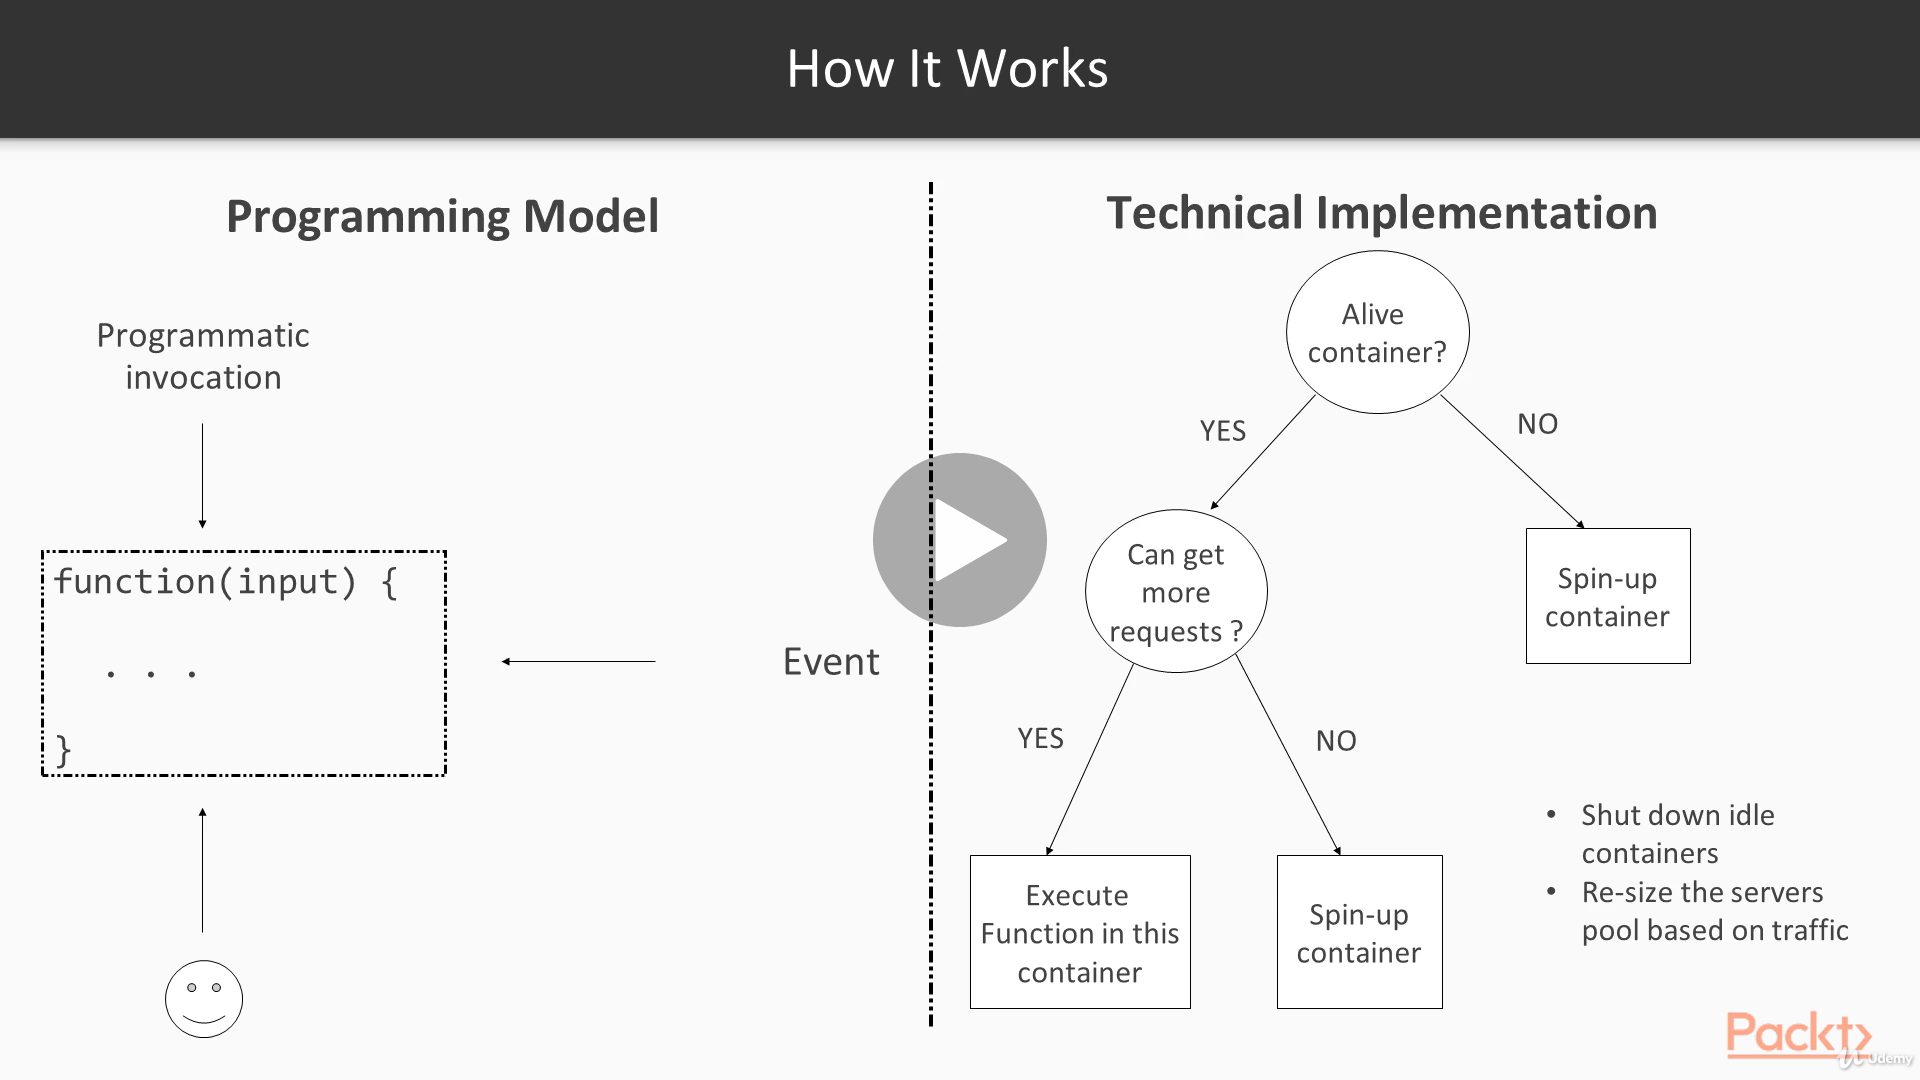 How It Works
Programming Model
Programmatic
invocation
function(input) {
. . .
}
Event
Technical Implementation
Alive
container?
YES
NO
Can get
more
requests ?
Spin-up
container
YES
NO
Execute
Function in this
container
Spin-up
container
• Shut down idle
containers
• Re-size the servers
pool based on traffic
Packt>
Udemy